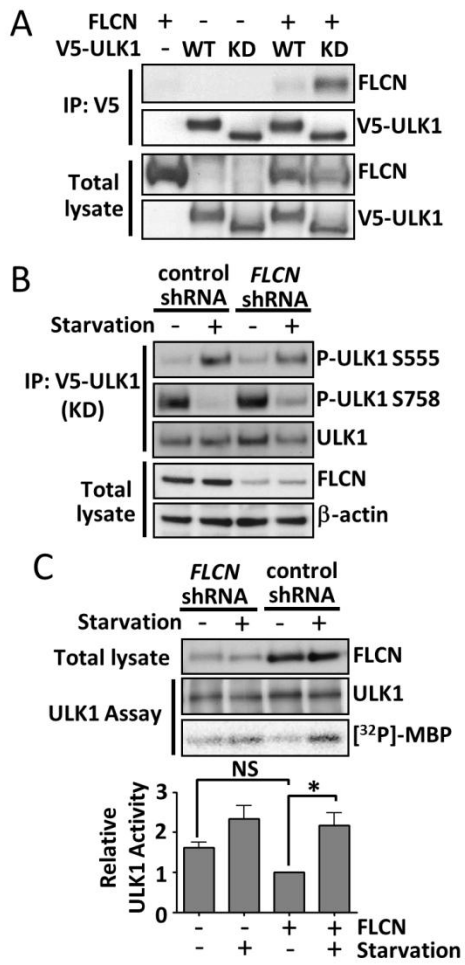 A
FLCN + - - + +
V5-ULK1 - WT KD WT KD
IP: V5
FLCN
V5-ULK1
Total lysate
FLCN
V5-ULK1
B
control shRNA
FLCN shRNA
Starvation - + - +
IP: V5-ULK1 (KD)
P-ULK1 S555
P-ULK1 S758
ULK1
Total lysate
FLCN
β-actin
C
FLCN shRNA
control shRNA
Starvation - + - +
Total lysate
FLCN
ULK1 Assay
ULK1
[³²P]-MBP
Relative ULK1 Activity
3
2
1
0
NS
*
- - + + FLCN
- + - + Starvation